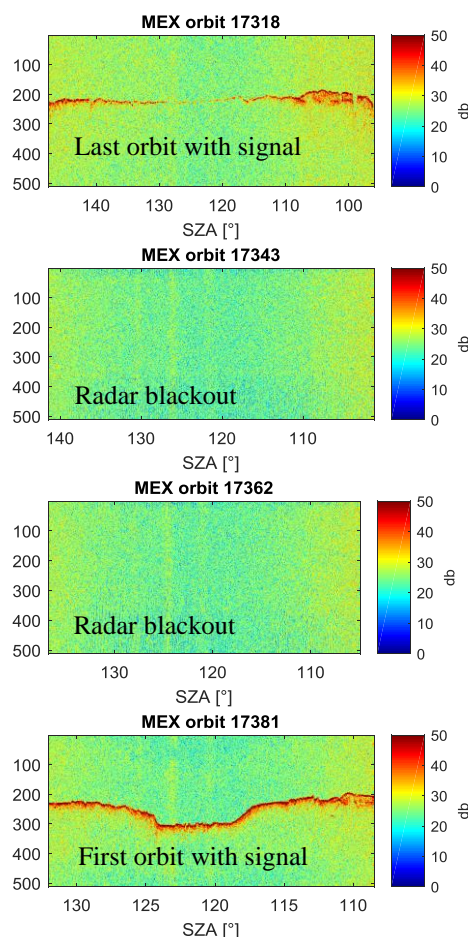 MEX orbit 17318
50
100
40
200
30
300
20
db
400
Last orbit with signal
10
500
0
140 130 120 110 100
SZA [°]
MEX orbit 17343
50
100
40
200
30
300
20
db
400
Radar blackout
10
500
0
140 130 120 110
SZA [°]
MEX orbit 17362
50
100
40
200
30
300
20
db
400
Radar blackout
10
500
0
130 120 110
SZA [°]
MEX orbit 17381
50
100
40
200
30
300
20
db
400
First orbit with signal
10
500
0
130 125 120 115 110
SZA [°]